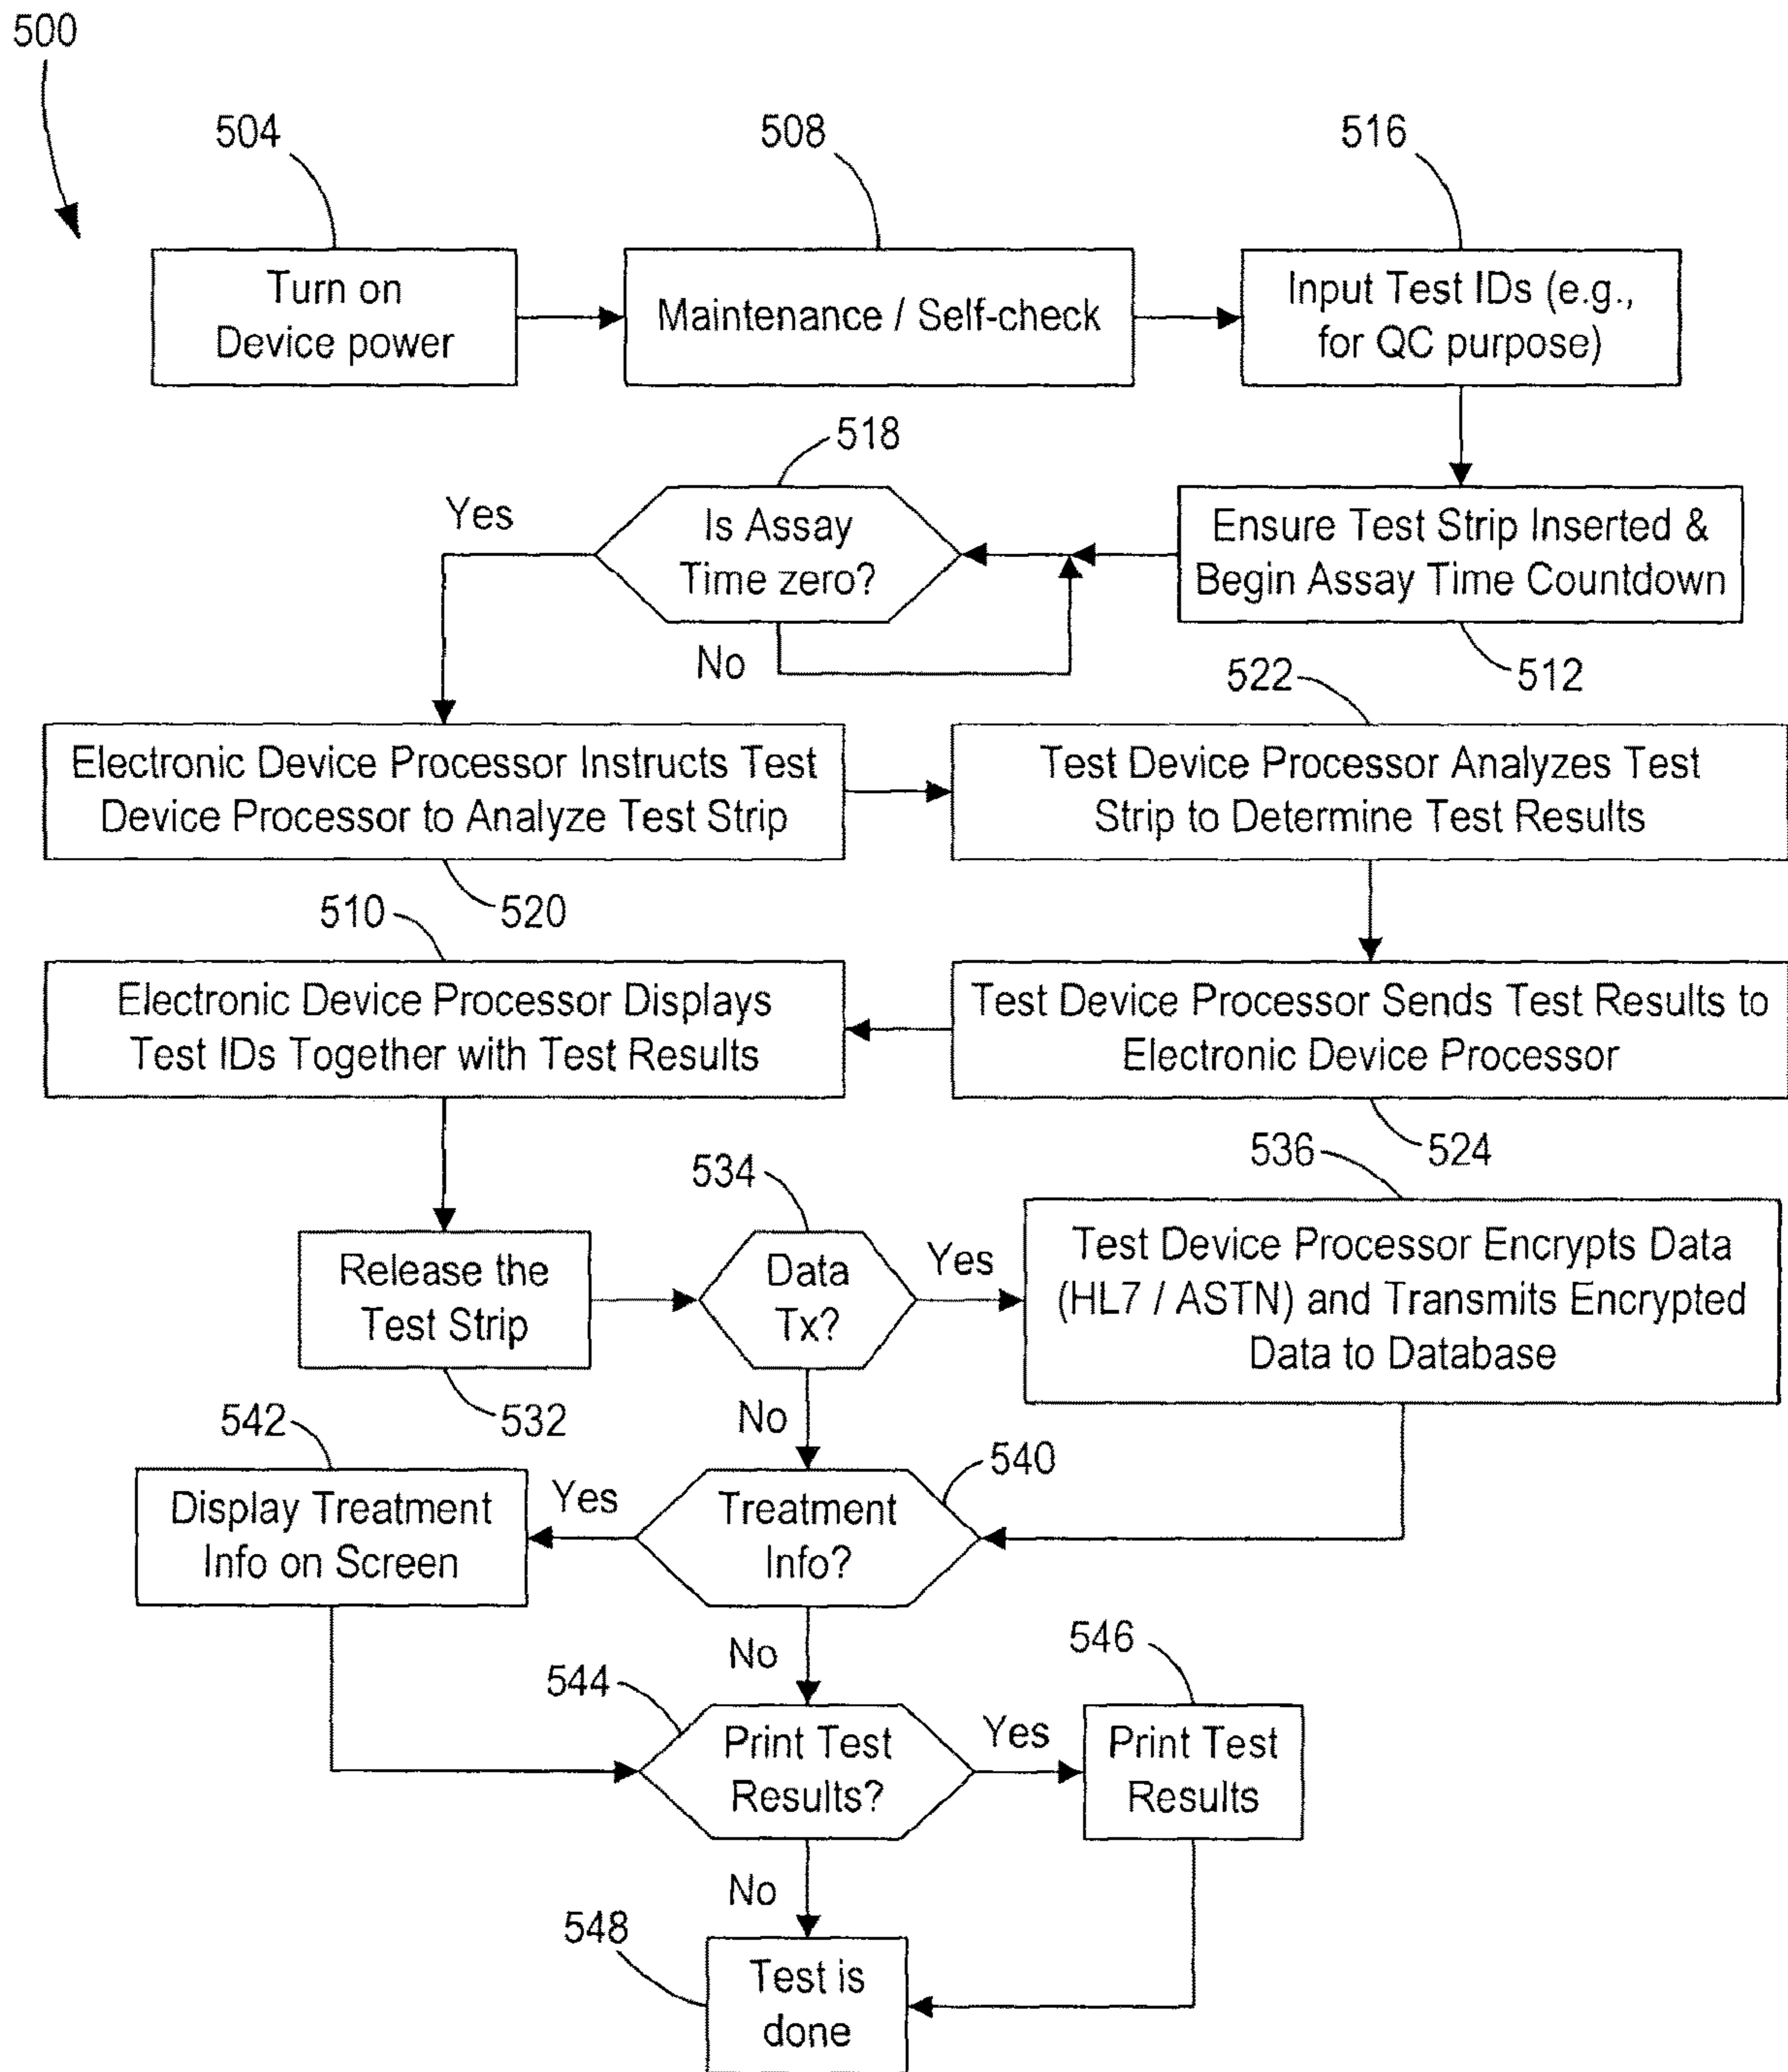 500
504
508
516
Turn on
Device power
Maintenance / Self-check
Input Test IDs (e.g.,
for QC purpose)
518
Yes
Is Assay
Time zero?
No
Ensure Test Strip Inserted &
Begin Assay Time Countdown
512
522
Electronic Device Processor Instructs Test
Device Processor to Analyze Test Strip
520
Test Device Processor Analyzes Test
Strip to Determine Test Results
510
Electronic Device Processor Displays
Test IDs Together with Test Results
Test Device Processor Sends Test Results to
Electronic Device Processor
524
534
536
Release the
Test Strip
532
Data
Tx?
Yes
No
Test Device Processor Encrypts Data
(HL7 / ASTN) and Transmits Encrypted
Data to Database
542
540
Display Treatment
Info on Screen
Yes
Treatment
Info?
No
544
546
Print Test
Results?
Yes
Print Test
Results
No
548
Test is
done